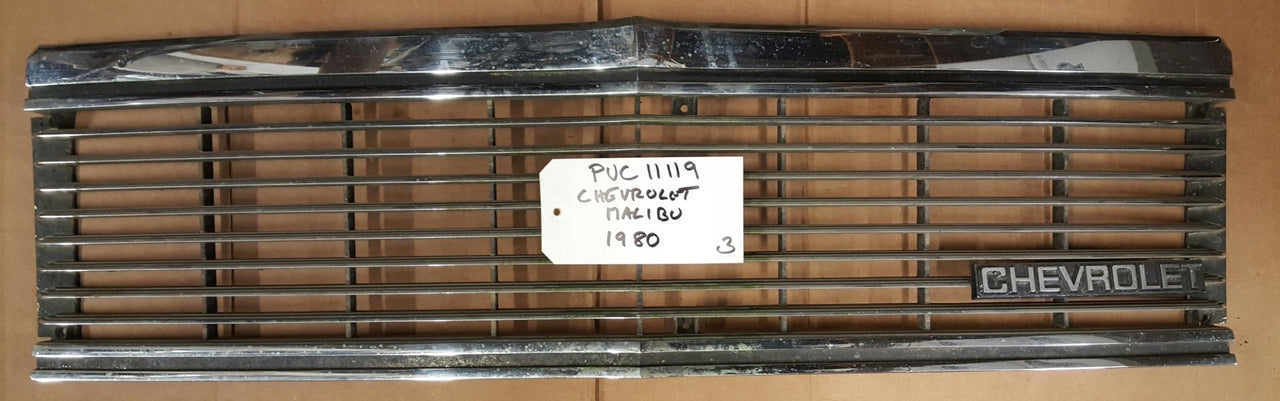 PUC 11119
CHEVROLET
MALIBU
1980 3
CHEVROLET